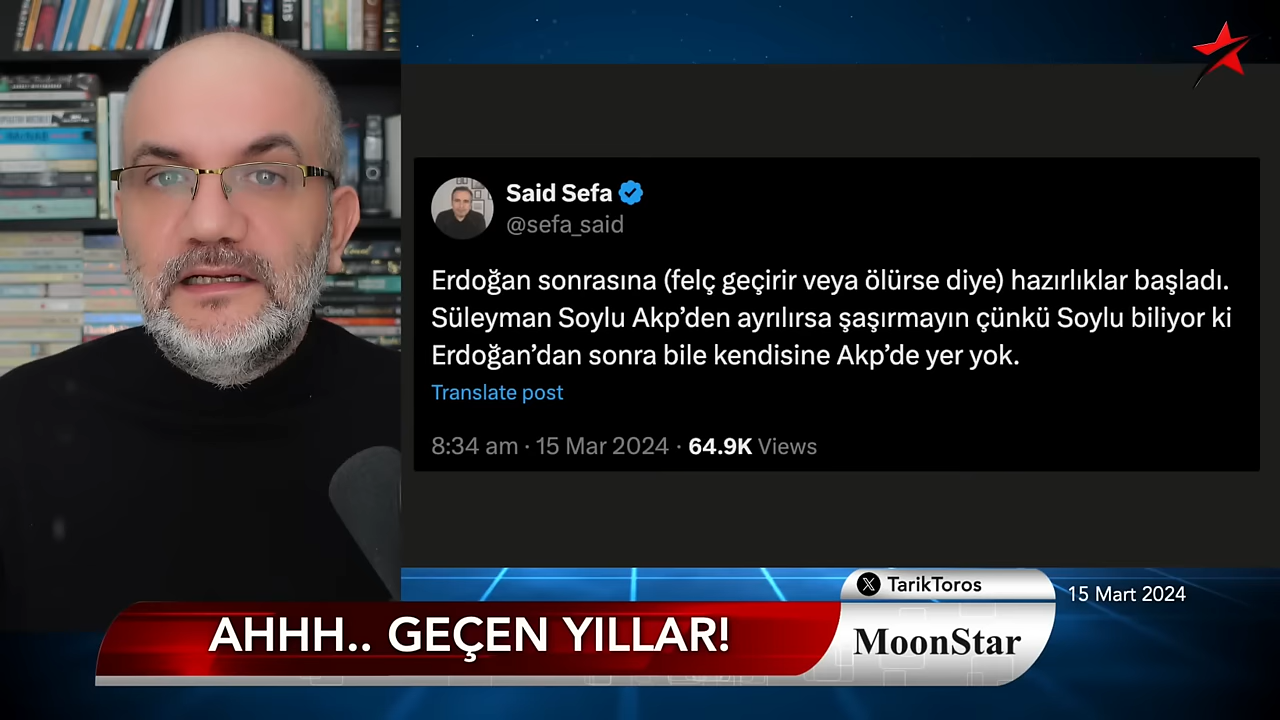 Said Sefa
@sefa_said
Erdoğan sonrasına (felç geçirir veya ölürse diye) hazırlıklar başladı.
Süleyman Soylu Akp’den ayrılırsa şaşırmayın çünkü Soylu biliyor ki
Erdoğan’dan sonra bile kendisine Akp’de yer yok.
Translate post
8:34 am · 15 Mar 2024 · 64.9K Views
TarikToros
15 Mart 2024
AHHH.. GEÇEN YILLAR!
MoonStar